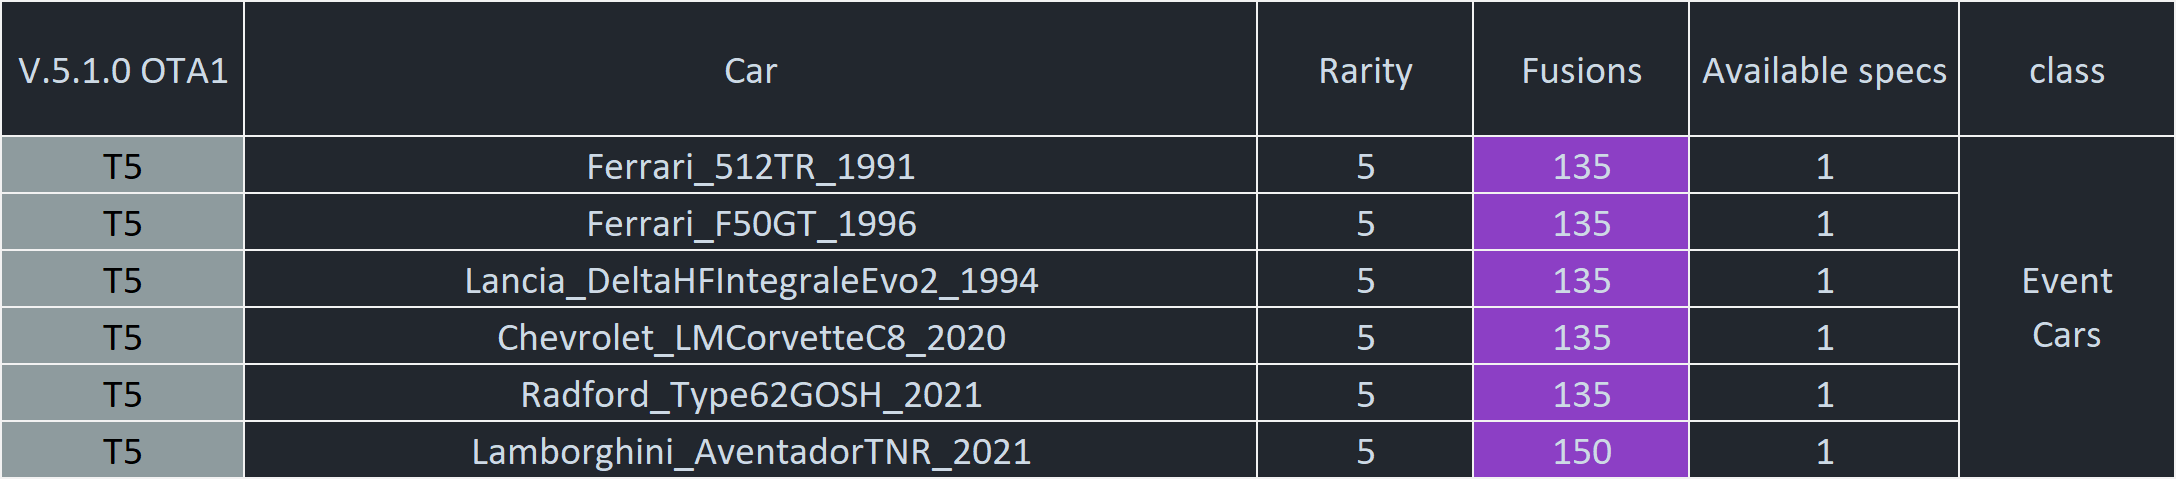 V.5.1.0 OTA1 Car Rarity Fusions Available specs class
T5 Ferrari_512TR_1991 5 135 1
T5 Ferrari_F50GT_1996 5 135 1
T5 Lancia_DeltaHFIntegraleEvo2_1994 5 135 1
T5 Chevrolet_LMCorvetteC8_2020 5 135 1
T5 Radford_Type62GOSH_2021 5 135 1
T5 Lamborghini_AventadorTNR_2021 5 150 1
Event
Cars